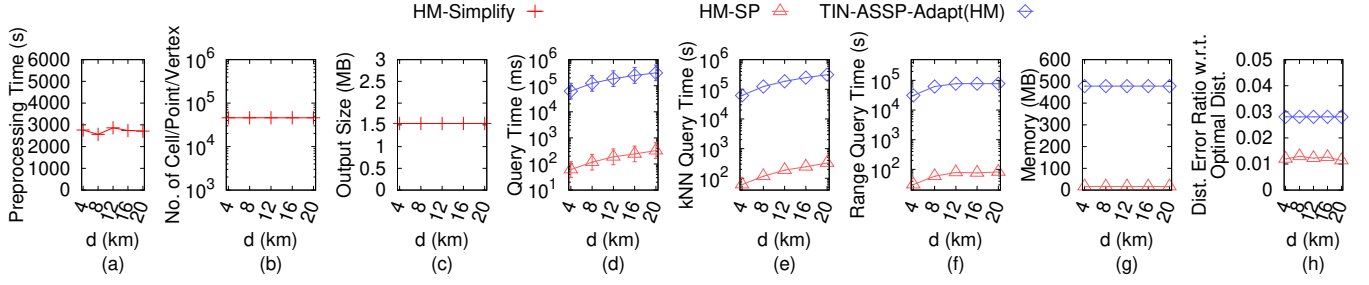 HM-Simplify HM-SP TIN-ASSP-Adapt(HM)
Preprocessing Time (s)
6000
5000
4000
3000
2000
1000
0
4 8 12 16 20
d (km)
(a)
No. of Cell/Point/Vertex
10^6
10^5
10^4
10^3
4 8 12 16 20
d (km)
(b)
Output Size (MB)
3
2.5
2
1.5
1
0.5
0
4 8 12 16 20
d (km)
(c)
Query Time (ms)
10^6
10^5
10^4
10^3
10^2
10^1
4 8 12 16 20
d (km)
(d)
kNN Query Time (s)
10^6
10^5
10^4
10^3
10^2
4 8 12 16 20
d (km)
(e)
Range Query Time (s)
10^5
10^4
10^3
10^2
4 8 12 16 20
d (km)
(f)
Memory (MB)
600
500
400
300
200
100
0
4 8 12 16 20
d (km)
(g)
Dist. Error Ratio w.r.t.
Optimal Dist.
0.05
0.04
0.03
0.02
0.01
0
4 8 12 16 20
d (km)
(h)